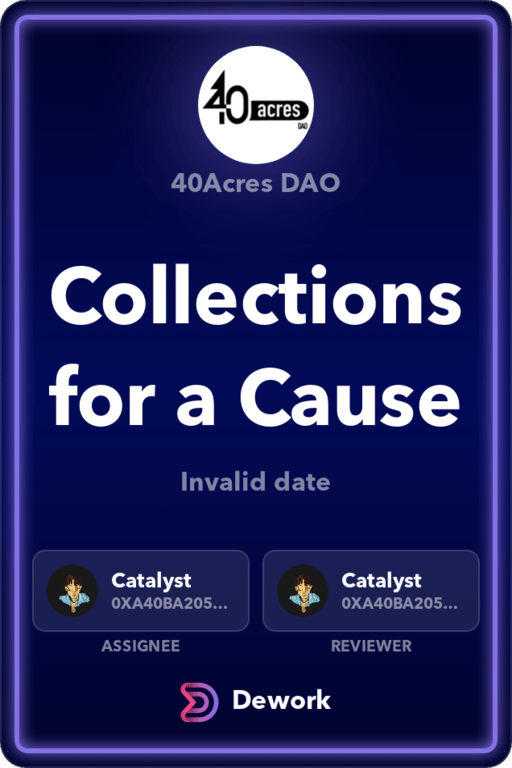 40 acres
DAO
40Acres DAO
Collections
for a Cause
Invalid date
Catalyst
0XA40BA205...
ASSIGNEE
Catalyst
0XA40BA205...
REVIEWER
Dework